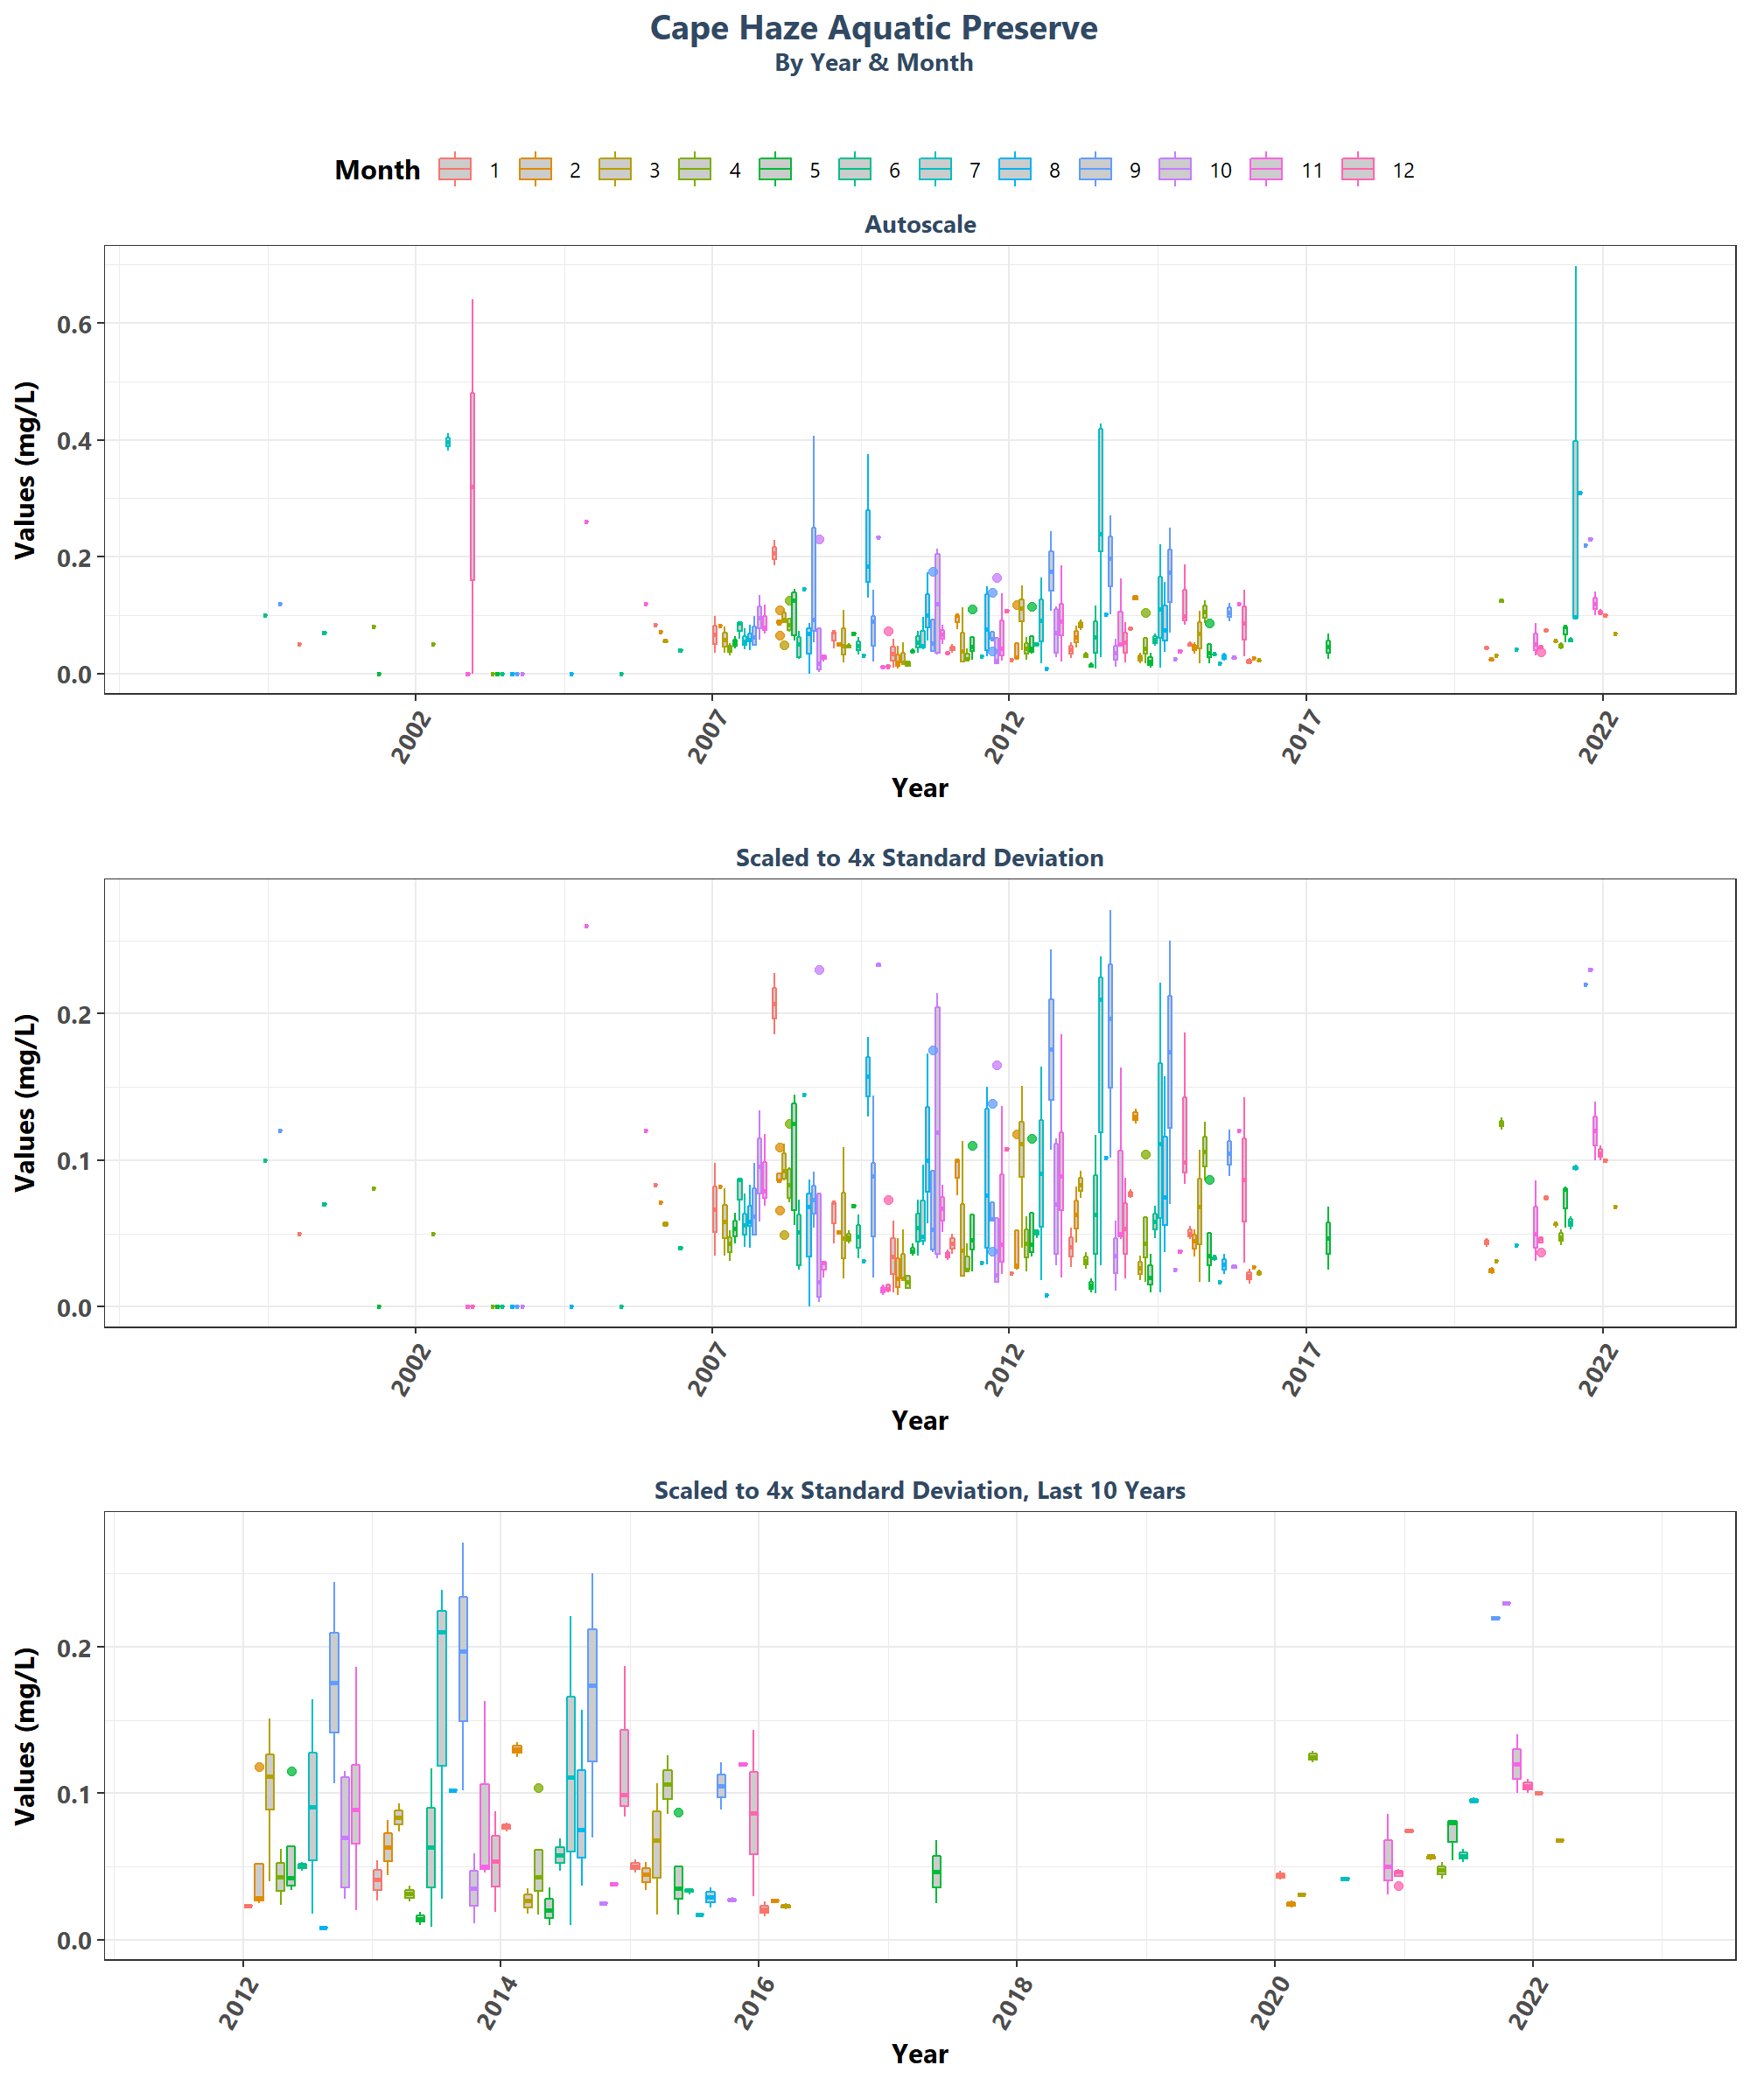 Cape Haze Aquatic Preserve
By Year & Month
Month 1 2 3 4 5 6 7 8 9 10 11 12
Autoscale
Values (mg/L)
0.6
0.4
0.2
0.0
2002 2007 2012 2017 2022
Year
Scaled to 4x Standard Deviation
Values (mg/L)
0.2
0.1
0.0
2002 2007 2012 2017 2022
Year
Scaled to 4x Standard Deviation, Last 10 Years
Values (mg/L)
0.2
0.1
0.0
2012 2014 2016 2018 2020 2022
Year